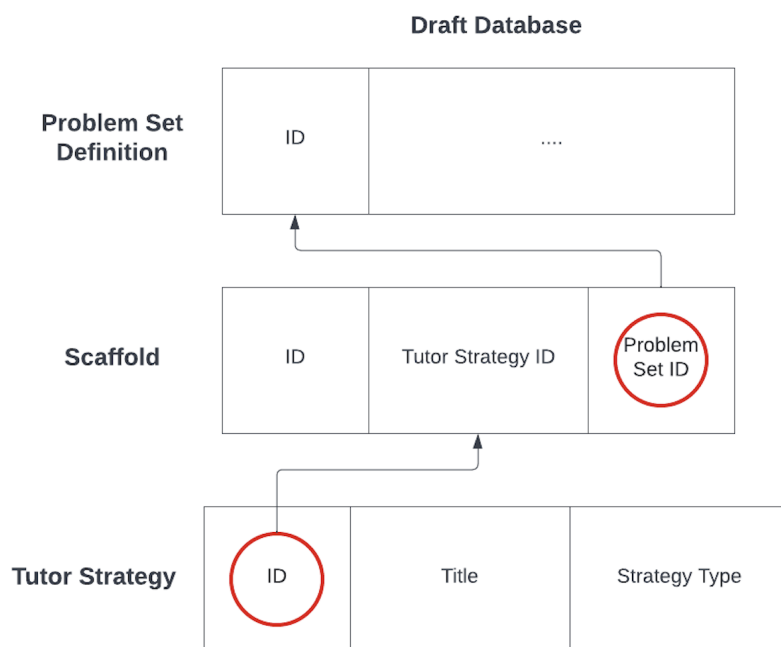 Draft Database
Problem Set
Definition
ID
....
Scaffold
ID
Tutor Strategy ID
Problem
Set ID
Tutor Strategy
ID
Title
Strategy Type